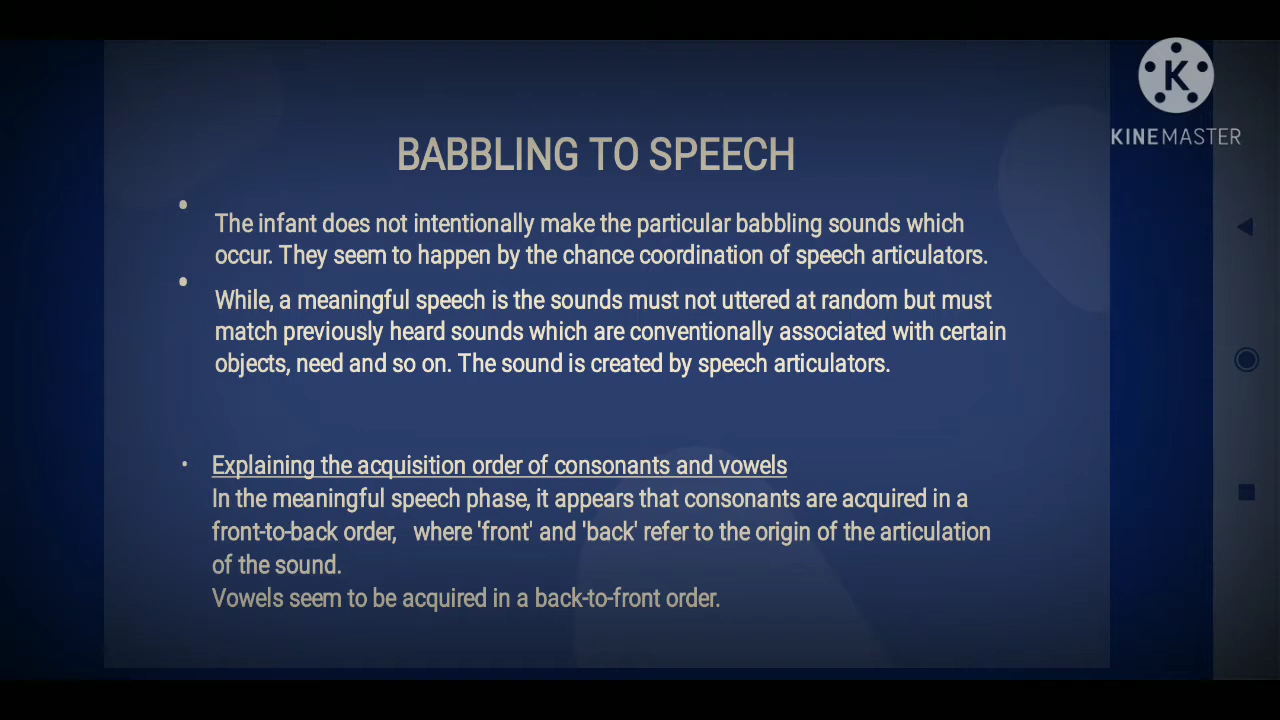 K
KINEMASTER
BABBLING TO SPEECH
• The infant does not intentionally make the particular babbling sounds which
occur. They seem to happen by the chance coordination of speech articulators.
• While, a meaningful speech is the sounds must not uttered at random but must
match previously heard sounds which are conventionally associated with certain
objects, need and so on. The sound is created by speech articulators.
• Explaining the acquisition order of consonants and vowels
In the meaningful speech phase, it appears that consonants are acquired in a
front-to-back order, where 'front' and 'back' refer to the origin of the articulation
of the sound.
Vowels seem to be acquired in a back-to-front order.